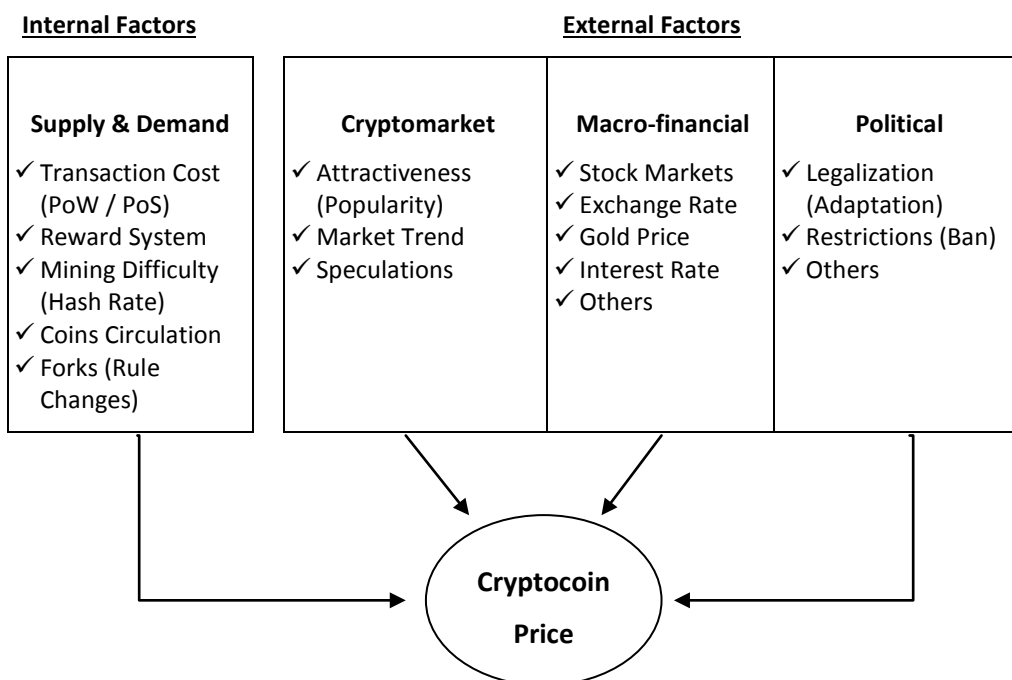 Internal Factors
External Factors
Supply & Demand
✓ Transaction Cost
(PoW / PoS)
✓ Reward System
✓ Mining Difficulty
(Hash Rate)
✓ Coins Circulation
✓ Forks (Rule
Changes)
Cryptomarket
✓ Attractiveness
(Popularity)
✓ Market Trend
✓ Speculations
Macro-financial
✓ Stock Markets
✓ Exchange Rate
✓ Gold Price
✓ Interest Rate
✓ Others
Political
✓ Legalization
(Adaptation)
✓ Restrictions (Ban)
✓ Others
Cryptocoin
Price